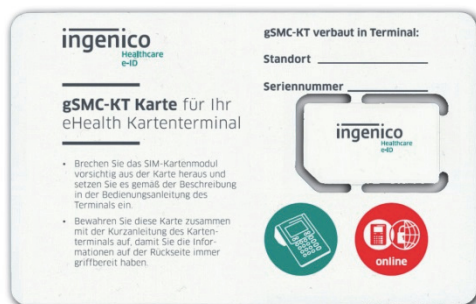 ingenico
Healthcare
e-ID
gSMC-KT Karte für Ihr
eHealth Kartenterminal
• Brechen Sie das SIM-Kartenmodul
vorsichtig aus der Karte heraus und
setzen Sie es gemäß der Beschreibung
in der Bedienungsanleitung des
Terminals ein.
• Bewahren Sie diese Karte zusammen
mit der Kurzanleitung des Karten-
terminals auf, damit Sie die Infor-
mationen auf der Rückseite immer
griffbereit haben.
gSMC-KT verbaut in Terminal:
Standort
Seriennummer
ingenico
Healthcare
e-ID
online